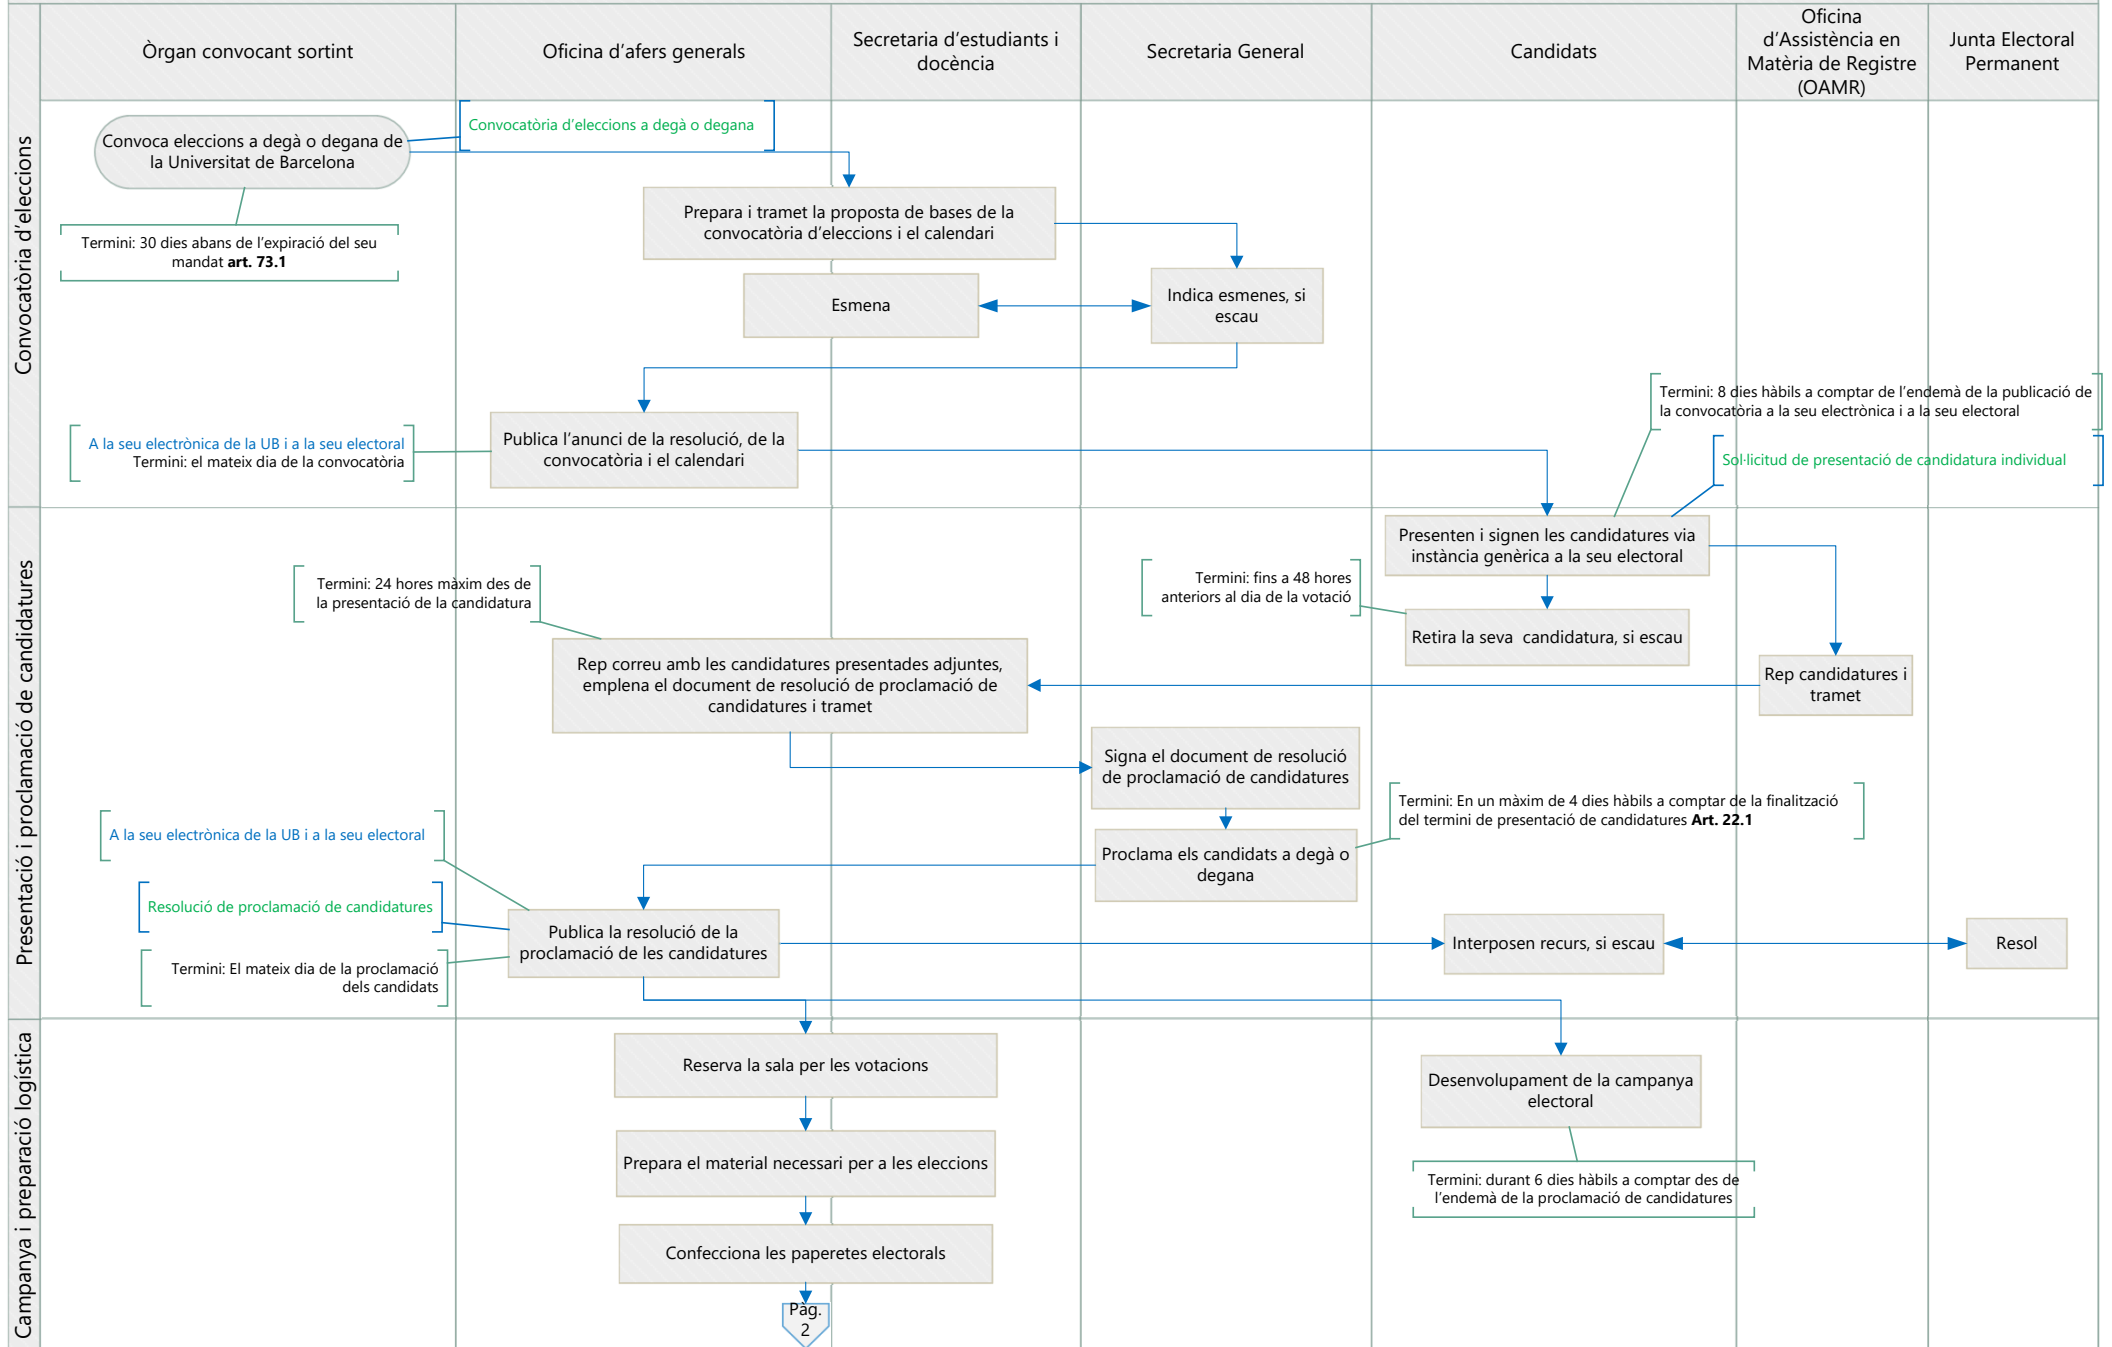 Òrgan convocant sortint
Oficina d'afers generals
Secretaria d'estudiants i
docència
Secretaria General
Candidats
Oficina
d'Assistència en
Matèria de Registre
(OAMR)
Junta Electoral
Permanent
Convocatòria d'eleccions
Convoca eleccions a degà o degana de
la Universitat de Barcelona
Convocatòria d'eleccions a degà o degana
Termini: 30 dies abans de l'expiració del seu
mandat art. 73.1
Prepara i tramet la proposta de bases de la
convocatòria d'eleccions i el calendari
Esmena
Indica esmenes, si
escau
Termini: 8 dies hàbils a comptar de l'endemà de la publicació de
la convocatòria a la seu electrònica i a la seu electoral
A la seu electrònica de la UB i a la seu electoral
Termini: el mateix dia de la convocatòria
Publica l'anunci de la resolució, de la
convocatòria i el calendari
Sol·licitud de presentació de candidatura individual
Presentació i proclamació de candidatures
Presenten i signen les candidatures via
instància genèrica a la seu electoral
Termini: 24 hores màxim des de
la presentació de la candidatura
Termini: fins a 48 hores
anteriors al dia de la votació
Retira la seva  candidatura, si escau
Rep correu amb les candidatures presentades adjuntes,
emplena el document de resolució de proclamació de
candidatures i tramet
Rep candidatures i
tramet
Signa el document de resolució
de proclamació de candidatures
Termini: En un màxim de 4 dies hàbils a comptar de la finalització
del termini de presentació de candidatures Art. 22.1
A la seu electrònica de la UB i a la seu electoral
Proclama els candidats a degà o
degana
Resolució de proclamació de candidatures
Publica la resolució de la
proclamació de les candidatures
Interposen recurs, si escau
Resol
Termini: El mateix dia de la proclamació
dels candidats
Campanya i preparació logística
Reserva la sala per les votacions
Desenvolupament de la campanya
electoral
Prepara el material necessari per a les eleccions
Termini: durant 6 dies hàbils a comptar des de
l'endemà de la proclamació de candidatures
Confecciona les paperetes electorals
Pàg.
2